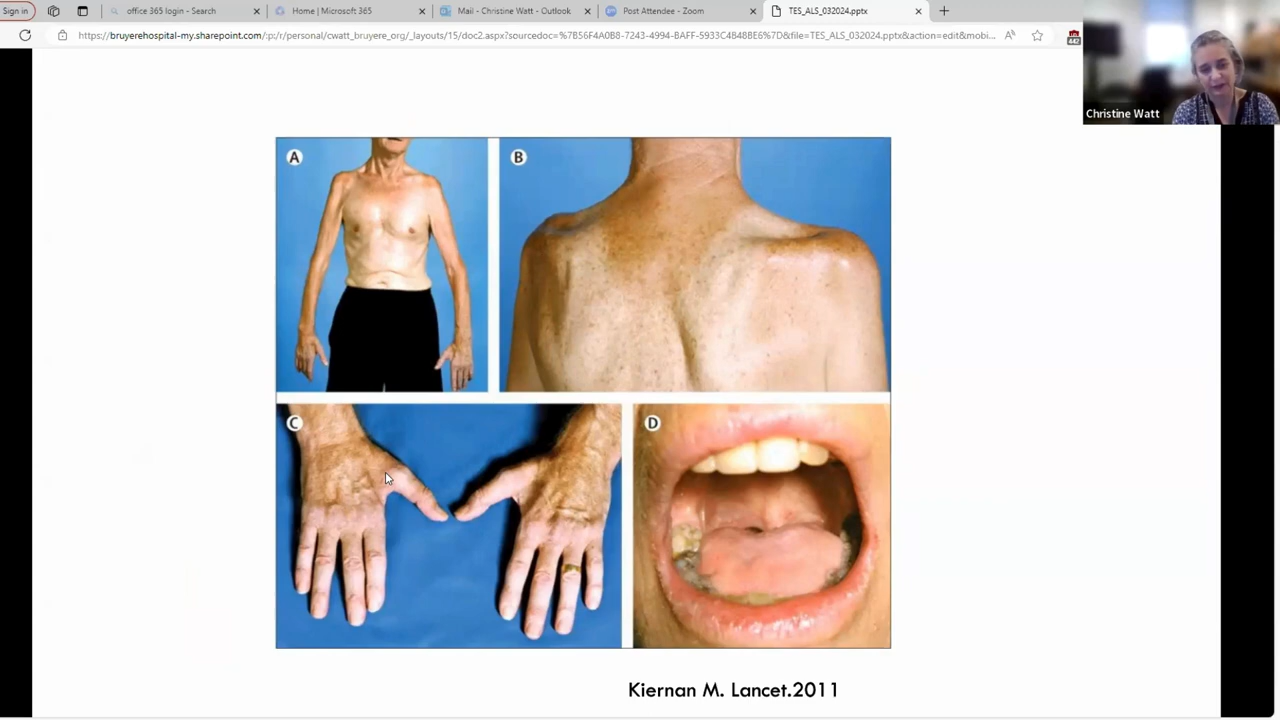 Sign in
office 365 login - Search
Home | Microsoft 365
Mail - Christine Watt - Outlook
Post Attendee - Zoom
TES_ALS_032024.pptx
https://bruyerehospital-my.sharepoint.com/:p:/r/personal/cwatt_bruyere_org/_layouts/15/doc2.aspx?sourcedoc=%7B56F4A0B8-7243-4994-BAFF-5933C4B48BE6%7D&file=TES_ALS_032024.pptx&action=edit&mobi...
442
Christine Watt
A
B
C
D
Kiernan M. Lancet.2011